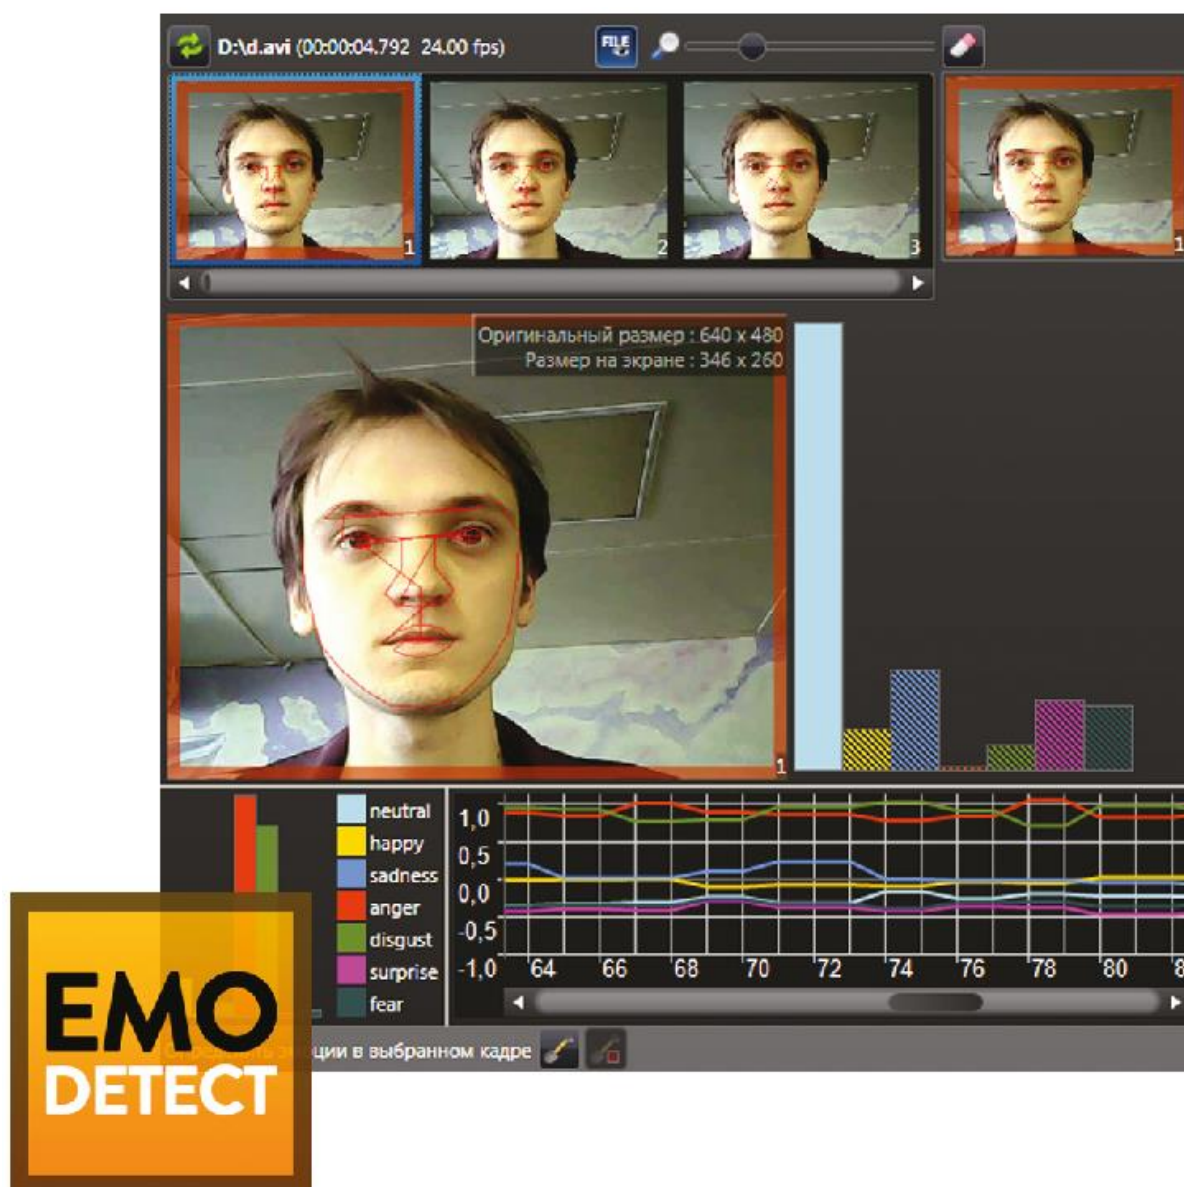 D:\d.avi (00:00:04.792 24.00 fps)
FILE
1
2
3
1
Оригинальный размер : 640 x 480
Размер на экране : 346 x 260
1
neutral
happy
sadness
anger
disgust
surprise
fear
1,0
0,5
0,0
-0,5
-1,0
64 66 68 70 72 74 76 78 80 8
эмоции в выбранном кадре
EMO
DETECT